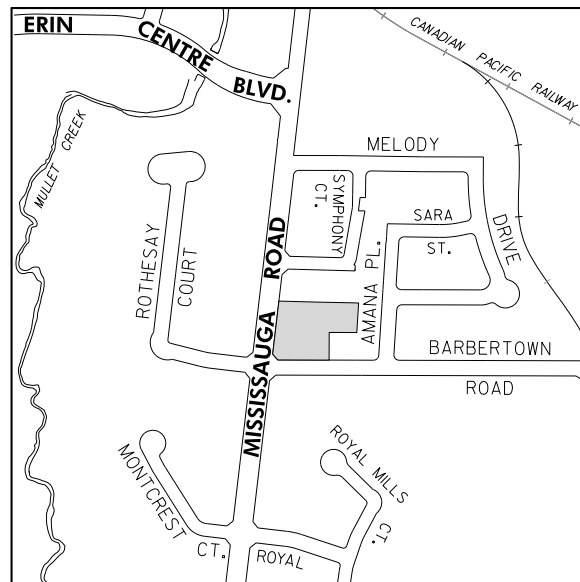 ERIN CENTRE BLVD.
CANADIAN PACIFIC RAILWAY
MULLET CREEK
MELODY DRIVE
SYMPHONY CT.
SARA ST.
ROTHESAY COURT
MISSISSAUGA ROAD
AMANA PL.
BARBERTOWN ROAD
MONTCREST CT.
ROYAL MILLS CT.
ROYAL